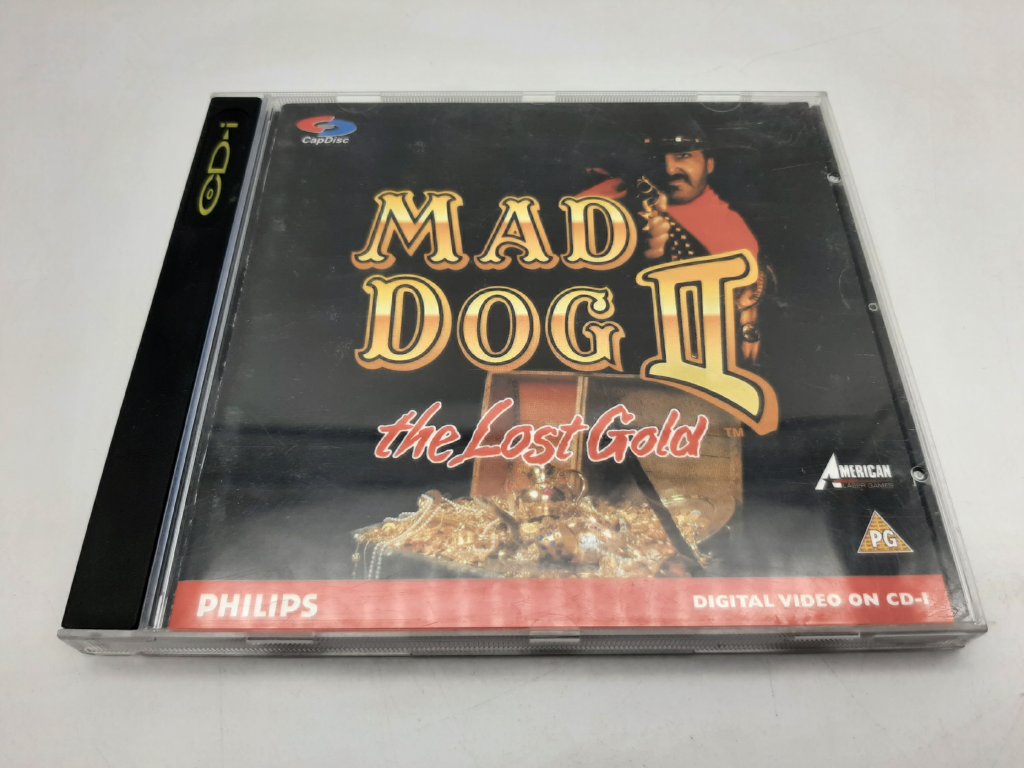 CD-i
CapDisc
MAD
DOG II
the Lost Gold
TM
AMERICAN
LASER GAMES
PG
PHILIPS
DIGITAL VIDEO ON CD-I